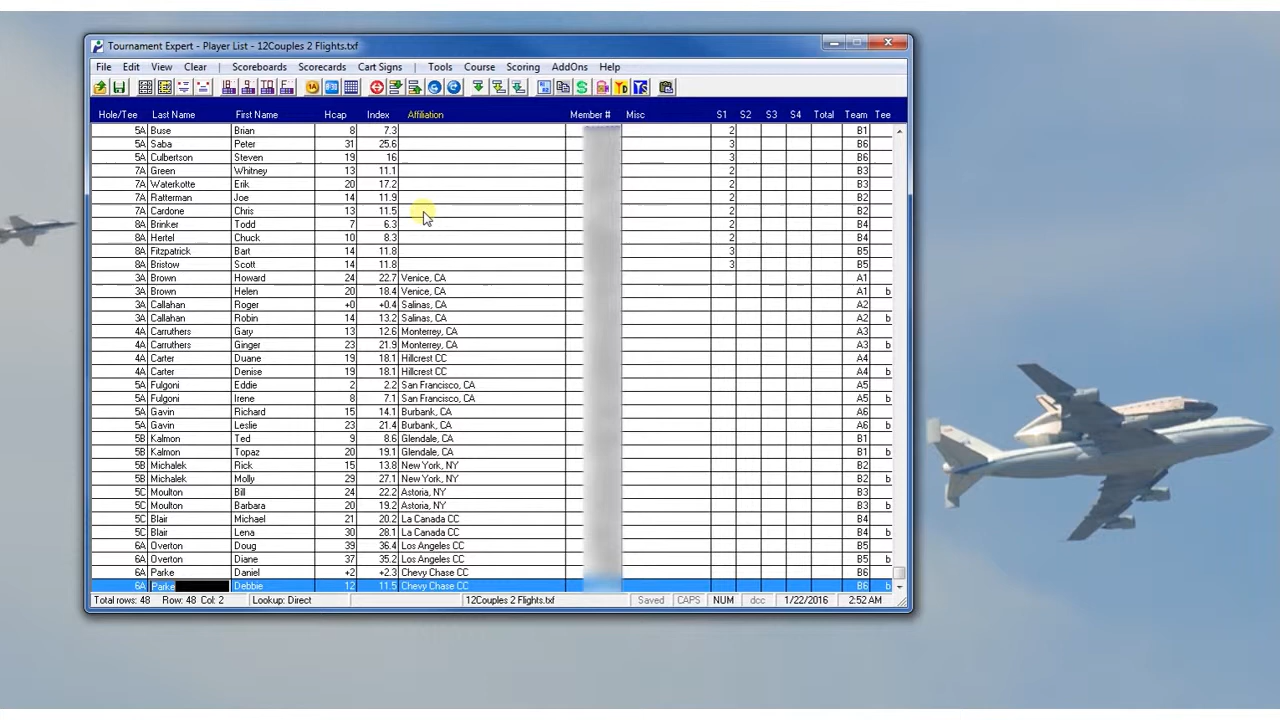 Tournament Expert - Player List - 12Couples 2 Flights.txf
File Edit View Clear Scoreboards Scorecards Cart Signs Tools Course Scoring AddOns Help
Hole/Tee Last Name First Name Hcap Index Affiliation Member # Misc S1 S2 S3 S4 Total Team Tee
5A Buse Brian 8 7.3 2 B1
5A Saba Peter 31 25.6 3 B6
5A Culbertson Steven 19 16 3 B6
7A Green Whitney 13 11.1 2 B3
7A Waterkotte Erik 20 17.2 2 B3
7A Ratterman Joe 14 11.9 2 B2
7A Cardone Chris 13 11.5 2 B2
8A Brinker Todd 7 6.3 2 B4
8A Hertel Chuck 10 8.3 2 B4
8A Fitzpatrick Bart 14 11.8 3 B5
8A Bristow Scott 14 11.8 3 B5
3A Brown Howard 24 22.7 Venice, CA A1
3A Brown Helen 20 18.4 Venice, CA A1 b
3A Callahan Roger +0 +0.4 Salinas, CA A2
3A Callahan Robin 14 13.2 Salinas, CA A2 b
4A Carruthers Gary 13 12.6 Monterrey, CA A3
4A Carruthers Ginger 23 21.9 Monterrey, CA A3 b
4A Carter Duane 19 18.1 Hillcrest CC A4
4A Carter Denise 19 18.1 Hillcrest CC A4 b
5A Fulgoni Eddie 2 2.2 San Francisco, CA A5
5A Fulgoni Irene 8 7.1 San Francisco, CA A5 b
5A Gavin Richard 15 14.1 Burbank, CA A6
5A Gavin Leslie 23 21.4 Burbank, CA A6 b
5B Kalmon Ted 9 8.6 Glendale, CA B1
5B Kalmon Topaz 20 19.1 Glendale, CA B1 b
5B Michalek Rick 15 13.8 New York, NY B2
5B Michalek Molly 29 27.1 New York, NY B2 b
5C Moulton Bill 24 22.2 Astoria, NY B3
5C Moulton Barbara 20 19.2 Astoria, NY B3 b
5C Blair Michael 21 20.2 La Canada CC B4
5C Blair Lena 30 28.1 La Canada CC B4 b
6A Overton Doug 39 36.4 Los Angeles CC B5
6A Overton Diane 37 35.2 Los Angeles CC B5 b
6A Parke Daniel +2 +2.3 Chevy Chase CC B6
6A Parke Debbie 12 11.5 Chevy Chase CC B6 b
Total rows: 48 Row: 48 Col: 2 Lookup: Direct 12Couples 2 Flights.txf Saved CAPS NUM dcc 1/22/2016 2:52 AM